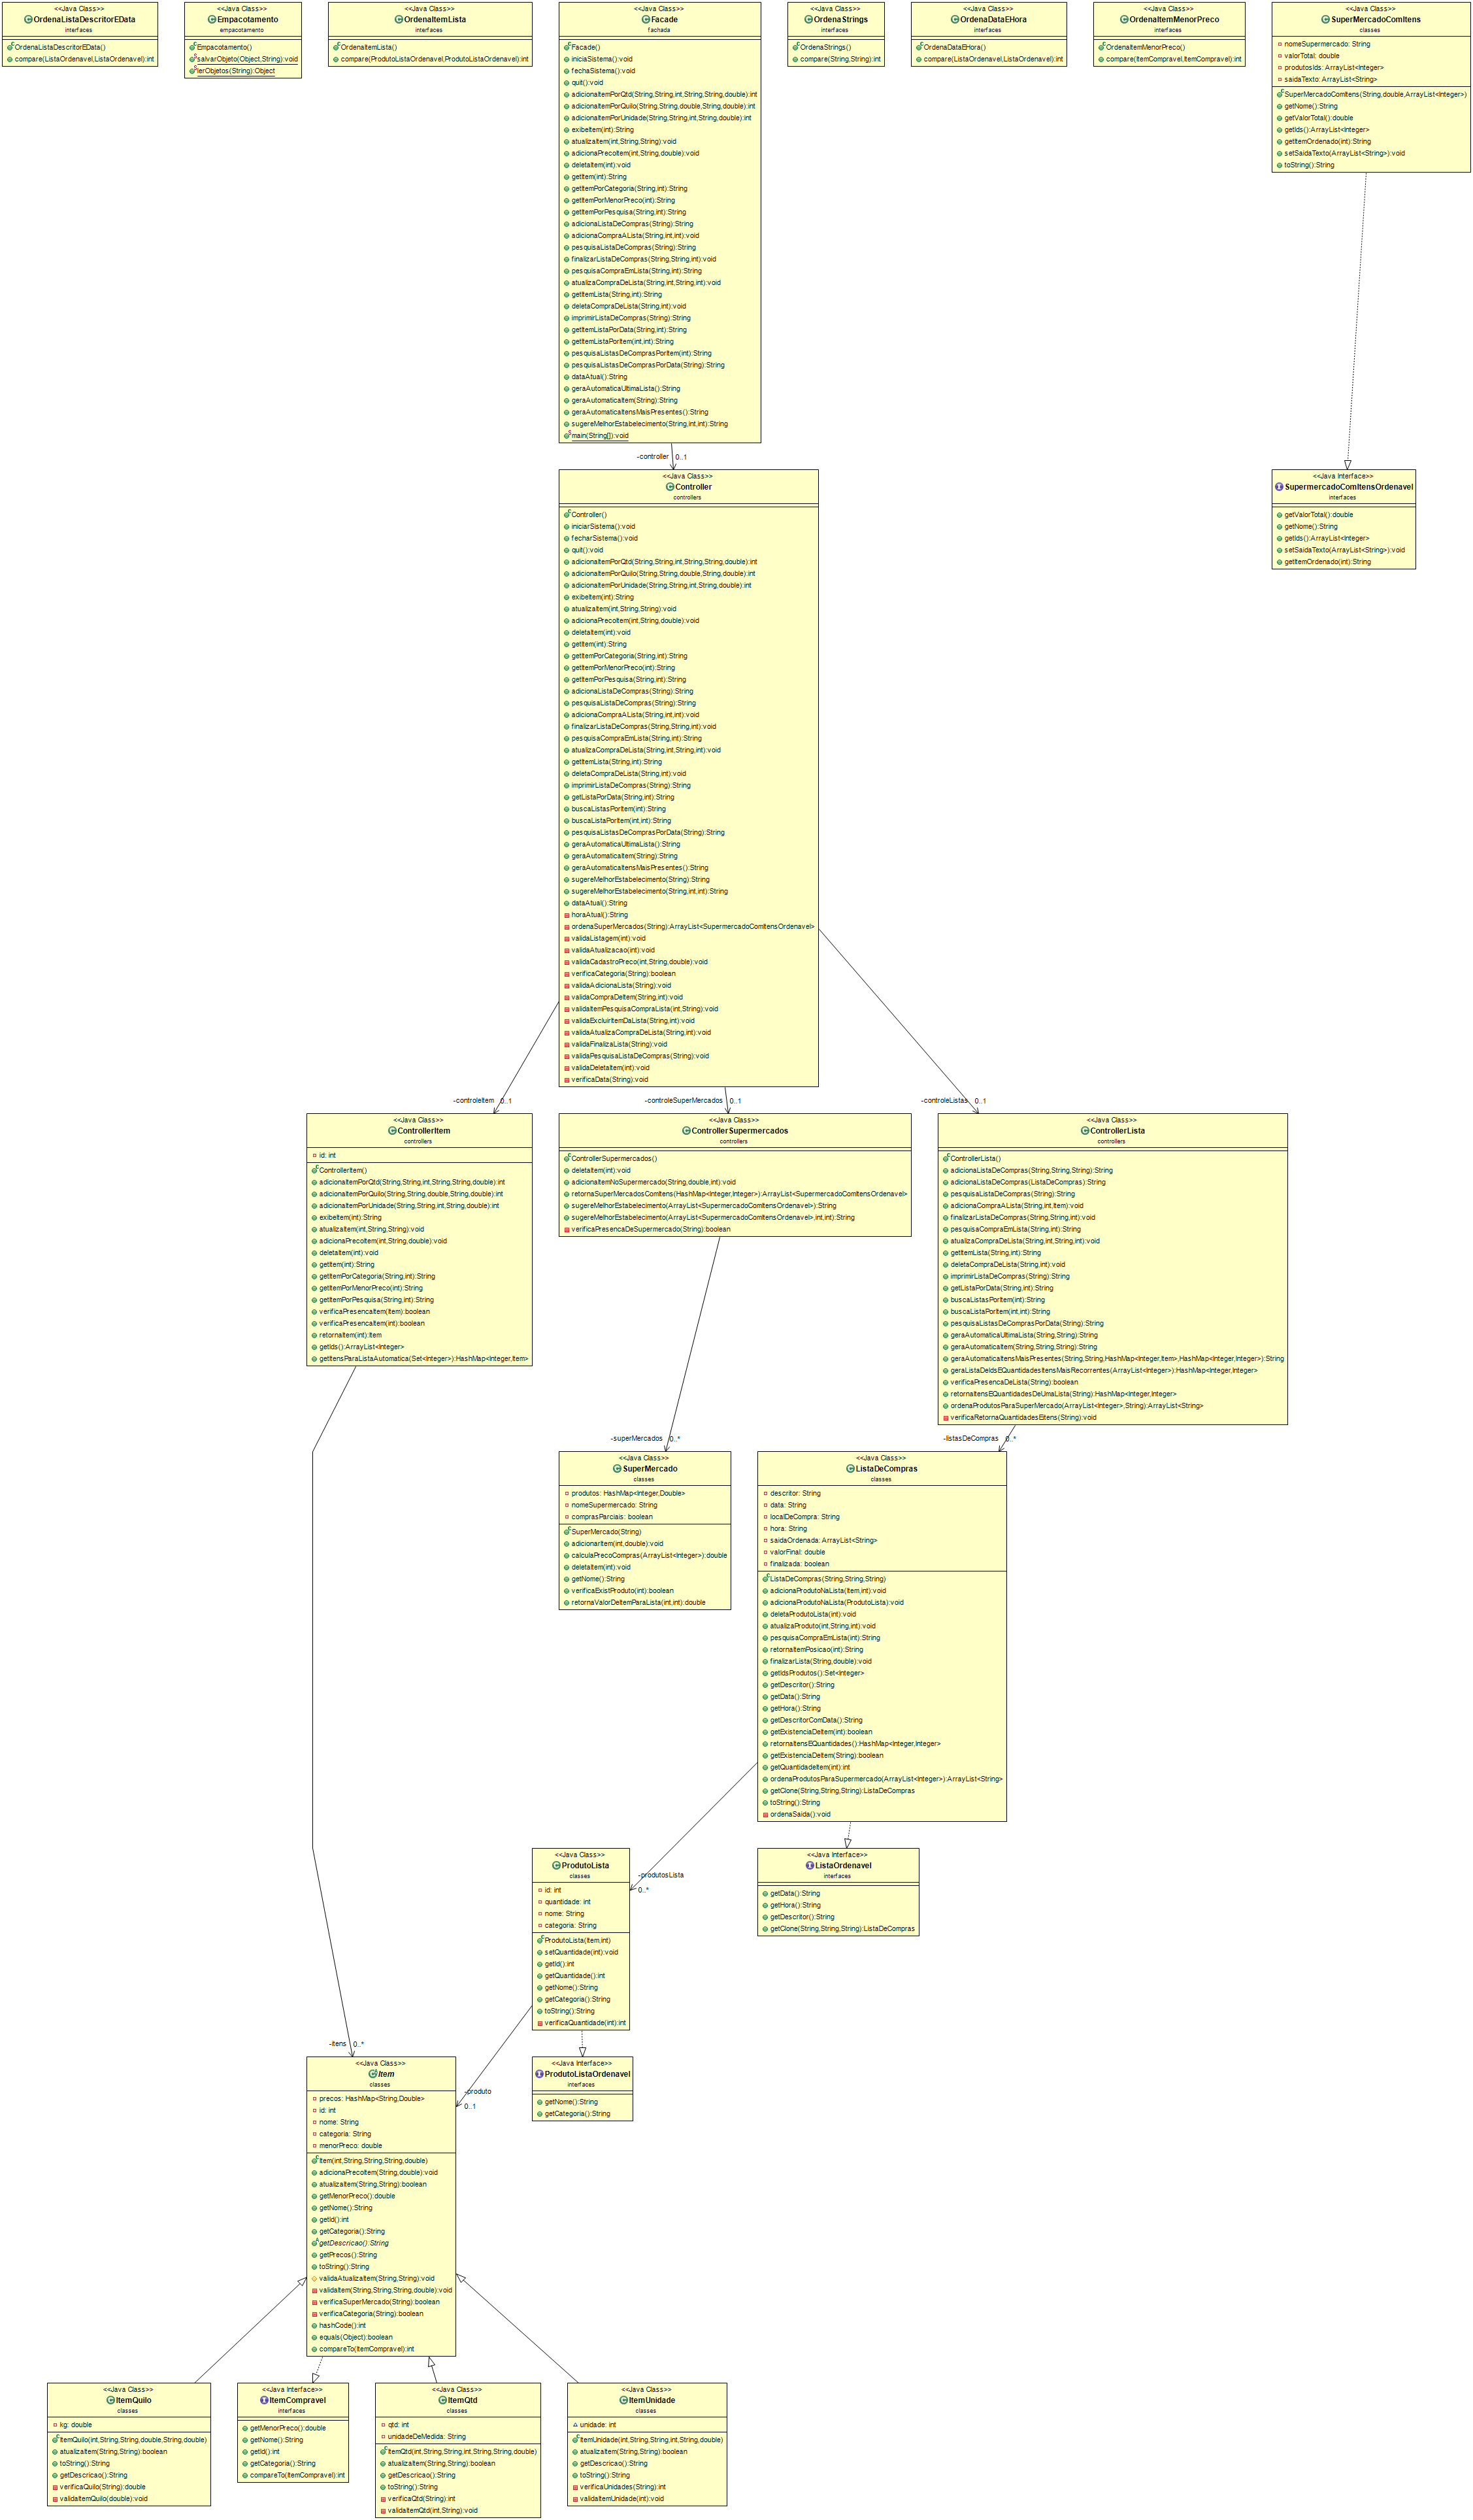 <<Java Class>>
OrdenaListaDescritorEData
interfaces
OrdenaListaDescritorEData()
compare(ListaOrdenavel,ListaOrdenavel):int
<<Java Class>>
Empacotamento
empacotamento
Empacotamento()
salvarObjeto(Object,String):void
lerObjetos(String):Object
<<Java Class>>
OrdenaItemLista
interfaces
OrdenaItemLista()
compare(ProdutoListaOrdenavel,ProdutoListaOrdenavel):int
<<Java Class>>
Facade
fachada
Facade()
iniciaSistema():void
fechaSistema():void
quit():void
adicionaItemPorQtd(String,String,int,String,String,double):int
adicionaItemPorQuilo(String,String,double,String,double):int
adicionaItemPorUnidade(String,String,int,String,double):int
exibeItem(int):String
atualizaItem(int,String,String):void
adicionaPrecoItem(int,String,double):void
deletaItem(int):void
getItem(int):String
getItemPorCategoria(String,int):String
getItemPorMenorPreco(int):String
getItemPorPesquisa(String,int):String
adicionaListaDeCompras(String):String
adicionaCompraALista(String,int,int):void
pesquisaListaDeCompras(String):String
finalizarListaDeCompras(String,String,int):void
pesquisaCompraEmLista(String,int):String
atualizaCompraDeLista(String,int,String,int):void
getItemLista(String,int):String
deletaCompraDeLista(String,int):void
imprimirListaDeCompras(String):String
getItemListaPorData(String,int):String
getItemListaPorItem(int,int):String
pesquisaListasDeComprasPorItem(int):String
pesquisaListasDeComprasPorData(String):String
dataAtual():String
geraAutomaticaUltimaLista():String
geraAutomaticaItem(String):String
geraAutomaticaItensMaisPresentes():String
sugereMelhorEstabelecimento(String,int,int):String
main(String[]):void
<<Java Class>>
OrdenaStrings
interfaces
OrdenaStrings()
compare(String,String):int
<<Java Class>>
OrdenaDataEHora
interfaces
OrdenaDataEHora()
compare(ListaOrdenavel,ListaOrdenavel):int
<<Java Class>>
OrdenaItemMenorPreco
interfaces
OrdenaItemMenorPreco()
compare(ItemCompravel,ItemCompravel):int
<<Java Class>>
SuperMercadoComItens
classes
nomeSupermercado: String
valorTotal: double
produtosIds: ArrayList<Integer>
saidaTexto: ArrayList<String>
SuperMercadoComItens(String,double,ArrayList<Integer>)
getNome():String
getValorTotal():double
getIds():ArrayList<Integer>
getItemOrdenado(int):String
setSaidaTexto(ArrayList<String>):void
toString():String
-controller 0..1
<<Java Class>>
Controller
controllers
Controller()
iniciarSistema():void
fecharSistema():void
quit():void
adicionaItemPorQtd(String,String,int,String,String,double):int
adicionaItemPorQuilo(String,String,double,String,double):int
adicionaItemPorUnidade(String,String,int,String,double):int
exibeItem(int):String
atualizaItem(int,String,String):void
adicionaPrecoItem(int,String,double):void
deletaItem(int):void
getItem(int):String
getItemPorCategoria(String,int):String
getItemPorMenorPreco(int):String
getItemPorPesquisa(String,int):String
adicionaListaDeCompras(String):String
pesquisaListaDeCompras(String):String
adicionaCompraALista(String,int,int):void
finalizarListaDeCompras(String,String,int):void
pesquisaCompraEmLista(String,int):String
atualizaCompraDeLista(String,int,String,int):void
getItemLista(String,int):String
deletaCompraDeLista(String,int):void
imprimirListaDeCompras(String):String
getListaPorData(String,int):String
buscaListasPorItem(int):String
buscaListaPorItem(int,int):String
pesquisaListasDeComprasPorData(String):String
geraAutomaticaUltimaLista():String
geraAutomaticaItem(String):String
geraAutomaticaItensMaisPresentes():String
sugereMelhorEstabelecimento(String):String
sugereMelhorEstabelecimento(String,int,int):String
dataAtual():String
horaAtual():String
ordenaSuperMercados(String):ArrayList<SupermercadoComItensOrdenavel>
validaListagem(int):void
validaAtualizacao(int):void
validaCadastroPreco(int,String,double):void
verificaCategoria(String):boolean
validaAdicionaLista(String):void
validaCompraDeItem(String,int):void
validaItemPesquisaCompraLista(int,String):void
validaExcluirItemDaLista(String,int):void
validaAtualizaCompraDeLista(String,int):void
validaFinalizaLista(String):void
validaPesquisaListaDeCompras(String):void
validaDeletaItem(int):void
verificaData(String):void
<<Java Interface>>
SupermercadoComItensOrdenavel
interfaces
getValorTotal():double
getNome():String
getIds():ArrayList<Integer>
setSaidaTexto(ArrayList<String>):void
getItemOrdenado(int):String
-controleItem 0..1
-controleSuperMercados 0..1
-controleListas 0..1
<<Java Class>>
ControllerItem
controllers
id: int
ControllerItem()
adicionaItemPorQtd(String,String,int,String,String,double):int
adicionaItemPorQuilo(String,String,double,String,double):int
adicionaItemPorUnidade(String,String,int,String,double):int
exibeItem(int):String
atualizaItem(int,String,String):void
adicionaPrecoItem(int,String,double):void
deletaItem(int):void
getItem(int):String
getItemPorCategoria(String,int):String
getItemPorMenorPreco(int):String
getItemPorPesquisa(String,int):String
verificaPresencaItem(Item):boolean
verificaPresencaItem(int):boolean
retornaItem(int):Item
getIds():ArrayList<Integer>
getItensParaListaAutomatica(Set<Integer>):HashMap<Integer,Item>
<<Java Class>>
ControllerSupermercados
controllers
ControllerSupermercados()
deletaItem(int):void
adicionaItemNoSupermercado(String,double,int):void
retornaSuperMercadosComItens(HashMap<Integer,Integer>):ArrayList<SupermercadoComItensOrdenavel>
sugereMelhorEstabelecimento(ArrayList<SupermercadoComItensOrdenavel>):String
sugereMelhorEstabelecimento(ArrayList<SupermercadoComItensOrdenavel>,int,int):String
verificaPresencaDeSupermercado(String):boolean
<<Java Class>>
ControllerLista
controllers
ControllerLista()
adicionaListaDeCompras(String,String,String):String
adicionaListaDeCompras(ListaDeCompras):String
pesquisaListaDeCompras(String):String
adicionaCompraALista(String,int,Item):void
finalizarListaDeCompras(String,String,int):void
pesquisaCompraEmLista(String,int):String
atualizaCompraDeLista(String,int,String,int):void
getItemLista(String,int):String
deletaCompraDeLista(String,int):void
imprimirListaDeCompras(String):String
getListaPorData(String,int):String
buscaListasPorItem(int):String
buscaListaPorItem(int,int):String
pesquisaListasDeComprasPorData(String):String
geraAutomaticaUltimaLista(String,String):String
geraAutomaticaItem(String,String,String):String
geraAutomaticaItensMaisPresentes(String,String,HashMap<Integer,Item>,HashMap<Integer,Integer>):String
geraListaDeIdsEQuantidadesItensMaisRecorrentes(ArrayList<Integer>):HashMap<Integer,Integer>
verificaPresencaDeLista(String):boolean
retornaItensEQuantidadesDeUmaLista(String):HashMap<Integer,Integer>
ordenaProdutosParaSuperMercado(ArrayList<Integer>,String):ArrayList<String>
verificaRetornaQuantidadesEItens(String):void
-superMercados 0..*
-listasDeCompras 0..*
<<Java Class>>
SuperMercado
classes
produtos: HashMap<Integer,Double>
nomeSupermercado: String
comprasParciais: boolean
SuperMercado(String)
adicionarItem(int,double):void
calculaPrecoCompras(ArrayList<Integer>):double
deletaItem(int):void
getNome():String
verificaExistProduto(int):boolean
retornaValorDeItemParaLista(int,int):double
<<Java Class>>
ListaDeCompras
classes
descritor: String
data: String
localDeCompra: String
hora: String
saidaOrdenada: ArrayList<String>
valorFinal: double
finalizada: boolean
ListaDeCompras(String,String,String)
adicionaProdutoNaLista(Item,int):void
adicionaProdutoNaLista(ProdutoLista):void
deletaProdutoLista(int):void
atualizaProduto(int,String,int):void
pesquisaCompraEmLista(int):String
retornaItemPosicao(int):String
finalizarLista(String,double):void
getIdsProdutos():Set<Integer>
getDescritor():String
getData():String
getHora():String
getDescritorComData():String
getExistenciaDeItem(int):boolean
retornaItensEQuantidades():HashMap<Integer,Integer>
getExistenciaDeItem(String):boolean
getQuantidadeItem(int):int
ordenaProdutosParaSupermercado(ArrayList<Integer>):ArrayList<String>
getClone(String,String,String):ListaDeCompras
toString():String
ordenaSaida():void
-produtosLista
0..*
<<Java Class>>
ProdutoLista
classes
id: int
quantidade: int
nome: String
categoria: String
ProdutoLista(Item,int)
setQuantidade(int):void
getId():int
getQuantidade():int
getNome():String
getCategoria():String
toString():String
verificaQuantidade(int):int
<<Java Interface>>
ListaOrdenavel
interfaces
getData():String
getHora():String
getDescritor():String
getClone(String,String,String):ListaDeCompras
-itens 0..*
-produto
0..1
<<Java Class>>
Item
classes
precos: HashMap<String,Double>
id: int
nome: String
categoria: String
menorPreco: double
Item(int,String,String,String,double)
adicionaPrecoItem(String,double):void
atualizaItem(String,String):boolean
getMenorPreco():double
getNome():String
getId():int
getCategoria():String
getDescricao():String
getPrecos():String
toString():String
validaAtualizaItem(String,String):void
validaItem(String,String,String,double):void
verificaSuperMercado(String):boolean
verificaCategoria(String):boolean
hashCode():int
equals(Object):boolean
compareTo(ItemCompravel):int
<<Java Interface>>
ProdutoListaOrdenavel
interfaces
getNome():String
getCategoria():String
<<Java Class>>
ItemQuilo
classes
kg: double
ItemQuilo(int,String,String,double,String,double)
atualizaItem(String,String):boolean
toString():String
getDescricao():String
verificaQuilo(String):double
validaItemQuilo(double):void
<<Java Interface>>
ItemCompravel
interfaces
getMenorPreco():double
getNome():String
getId():int
getCategoria():String
compareTo(ItemCompravel):int
<<Java Class>>
ItemQtd
classes
qtd: int
unidadeDeMedida: String
ItemQtd(int,String,String,int,String,String,double)
atualizaItem(String,String):boolean
getDescricao():String
toString():String
verificaQtd(String):int
validaItemQtd(int,String):void
<<Java Class>>
ItemUnidade
classes
unidade: int
ItemUnidade(int,String,String,int,String,double)
atualizaItem(String,String):boolean
getDescricao():String
toString():String
verificaUnidades(String):int
validaItemUnidade(int):void